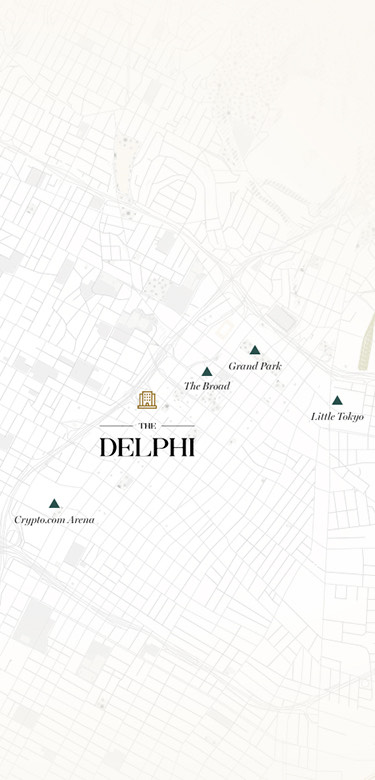 Grand Park
The Broad
Little Tokyo
THE
DELPHI
Crypto.com Arena